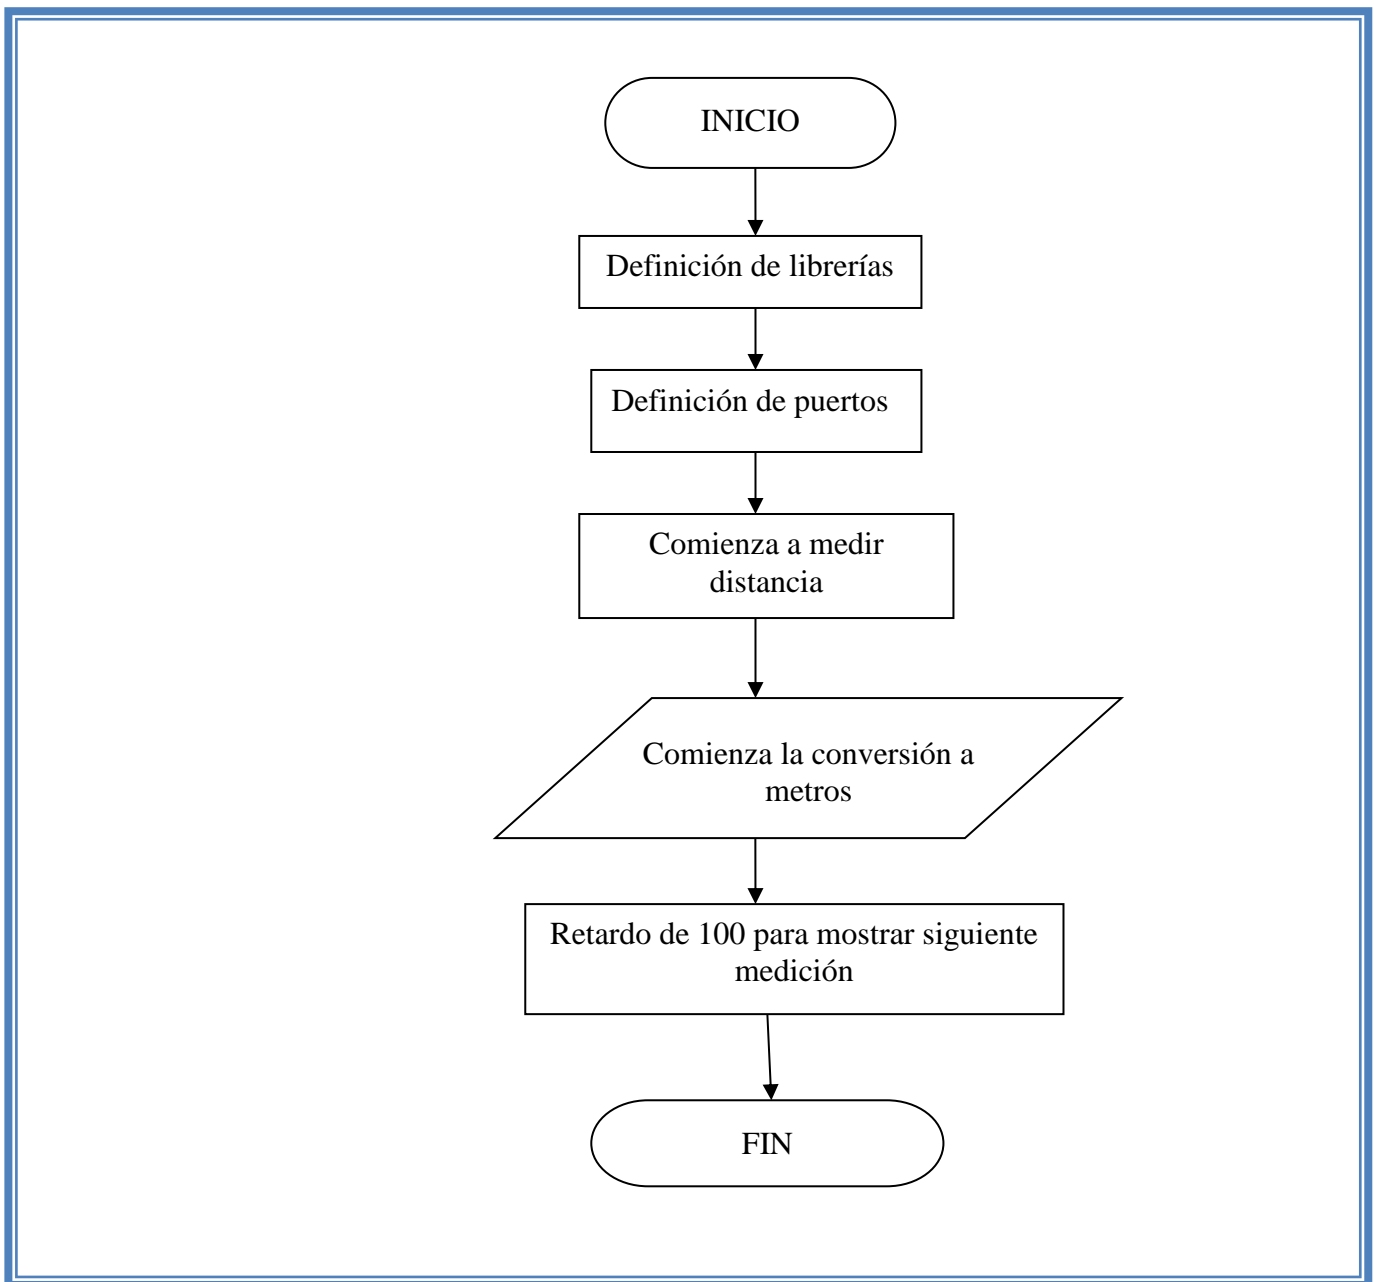 INICIO
Definición de librerías
Definición de puertos
Comienza a medir
distancia
Comienza la conversión a
metros
Retardo de 100 para mostrar siguiente
medición
FIN